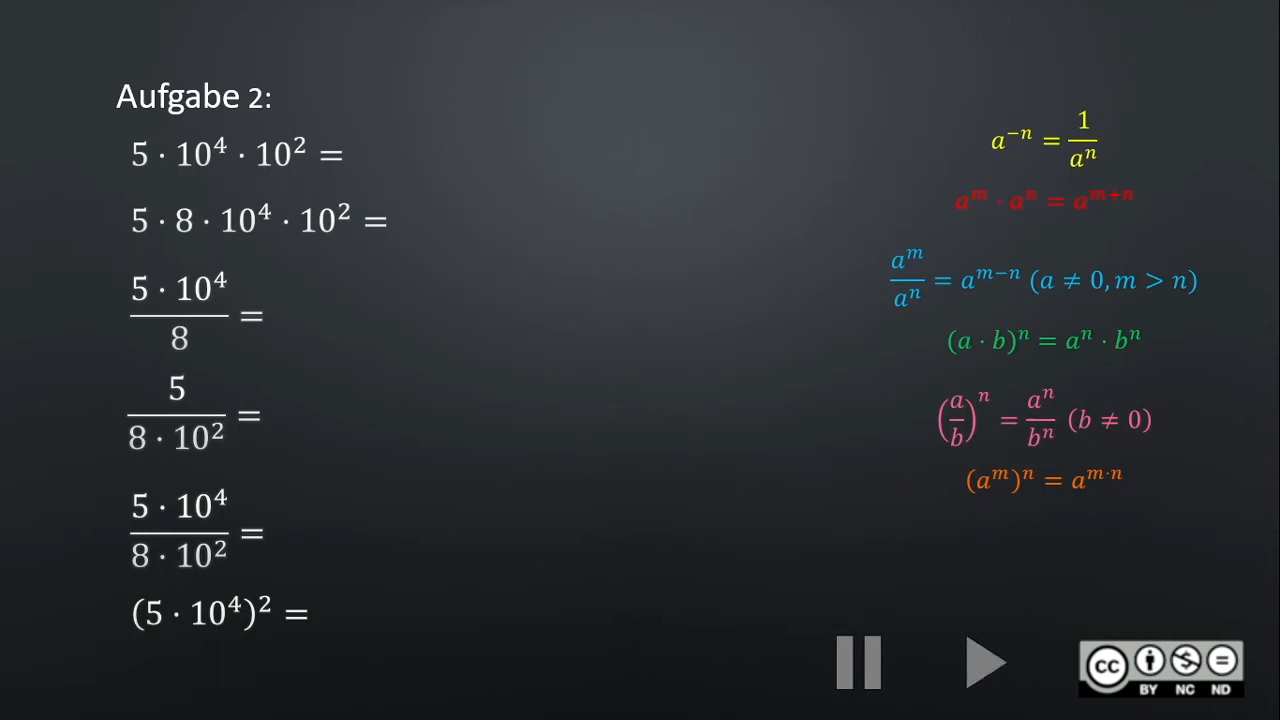 Aufgabe 2:
5 · 10⁴ · 10² =
5 · 8 · 10⁴ · 10² =
(5 · 10⁴)/8 =
5/(8 · 10²) =
(5 · 10⁴)/(8 · 10²) =
(5 · 10⁴)² =
a⁻ⁿ = 1/aⁿ
aᵐ · aⁿ = aᵐ⁺ⁿ
aᵐ/aⁿ = aᵐ⁻ⁿ (a ≠ 0, m > n)
(a · b)ⁿ = aⁿ · bⁿ
(a/b)ⁿ = aⁿ/bⁿ (b ≠ 0)
(aᵐ)ⁿ = aᵐ·ⁿ
cc
BY NC ND